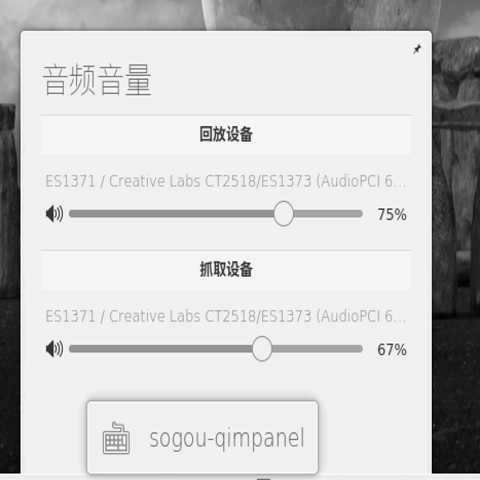 音频音量
回放设备
ES1371 / Creative Labs CT2518/ES1373 (AudioPCI 6...
75%
抓取设备
ES1371 / Creative Labs CT2518/ES1373 (AudioPCI 6...
67%
sogou-qimpanel